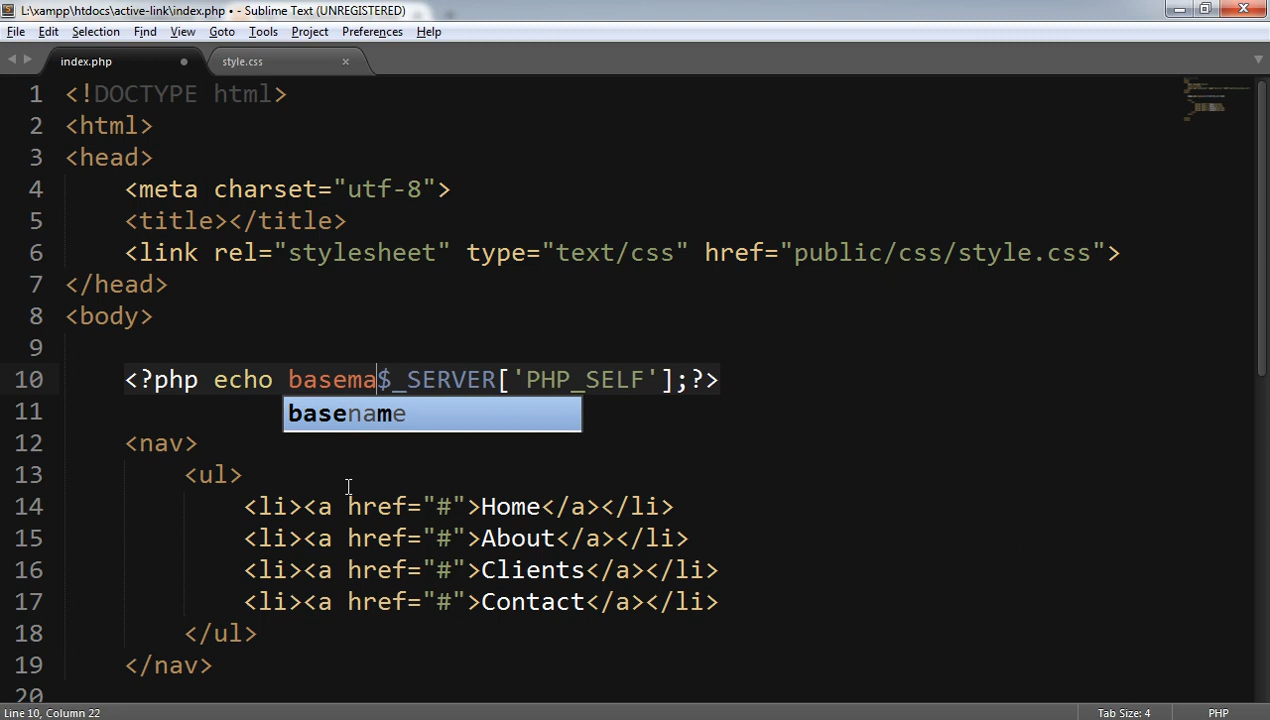 L:\xampp\htdocs\active-link\index.php • - Sublime Text (UNREGISTERED)
File Edit Selection Find View Goto Tools Project Preferences Help
index.php style.css
1 <!DOCTYPE html>
2 <html>
3 <head>
4 <meta charset="utf-8">
5 <title></title>
6 <link rel="stylesheet" type="text/css" href="public/css/style.css">
7 </head>
8 <body>
9
10 <?php echo basema$_SERVER['PHP_SELF'];?>
11 basename
12 <nav>
13 <ul>
14 <li><a href="#">Home</a></li>
15 <li><a href="#">About</a></li>
16 <li><a href="#">Clients</a></li>
17 <li><a href="#">Contact</a></li>
18 </ul>
19 </nav>
20
Line 10, Column 22 Tab Size: 4 PHP